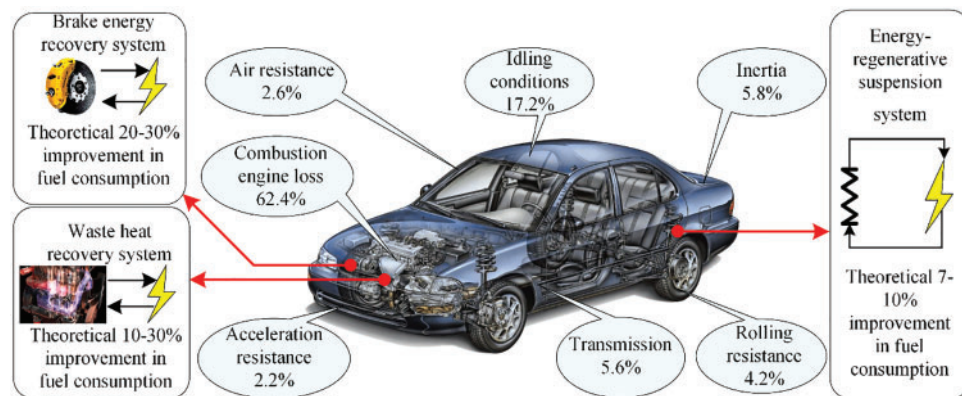 Brake energy
recovery system
Theoretical 20-30%
improvement in
fuel consumption
Waste heat
recovery system
Theoretical 10-30%
improvement in
fuel consumption
Air resistance
2.6%
Idling
conditions
17.2%
Inertia
5.8%
Combustion
engine loss
62.4%
Acceleration
resistance
2.2%
Transmission
5.6%
Rolling
resistance
4.2%
Energy-
regenerative
suspension
system
Theoretical 7-
10%
improvement
in fuel
consumption